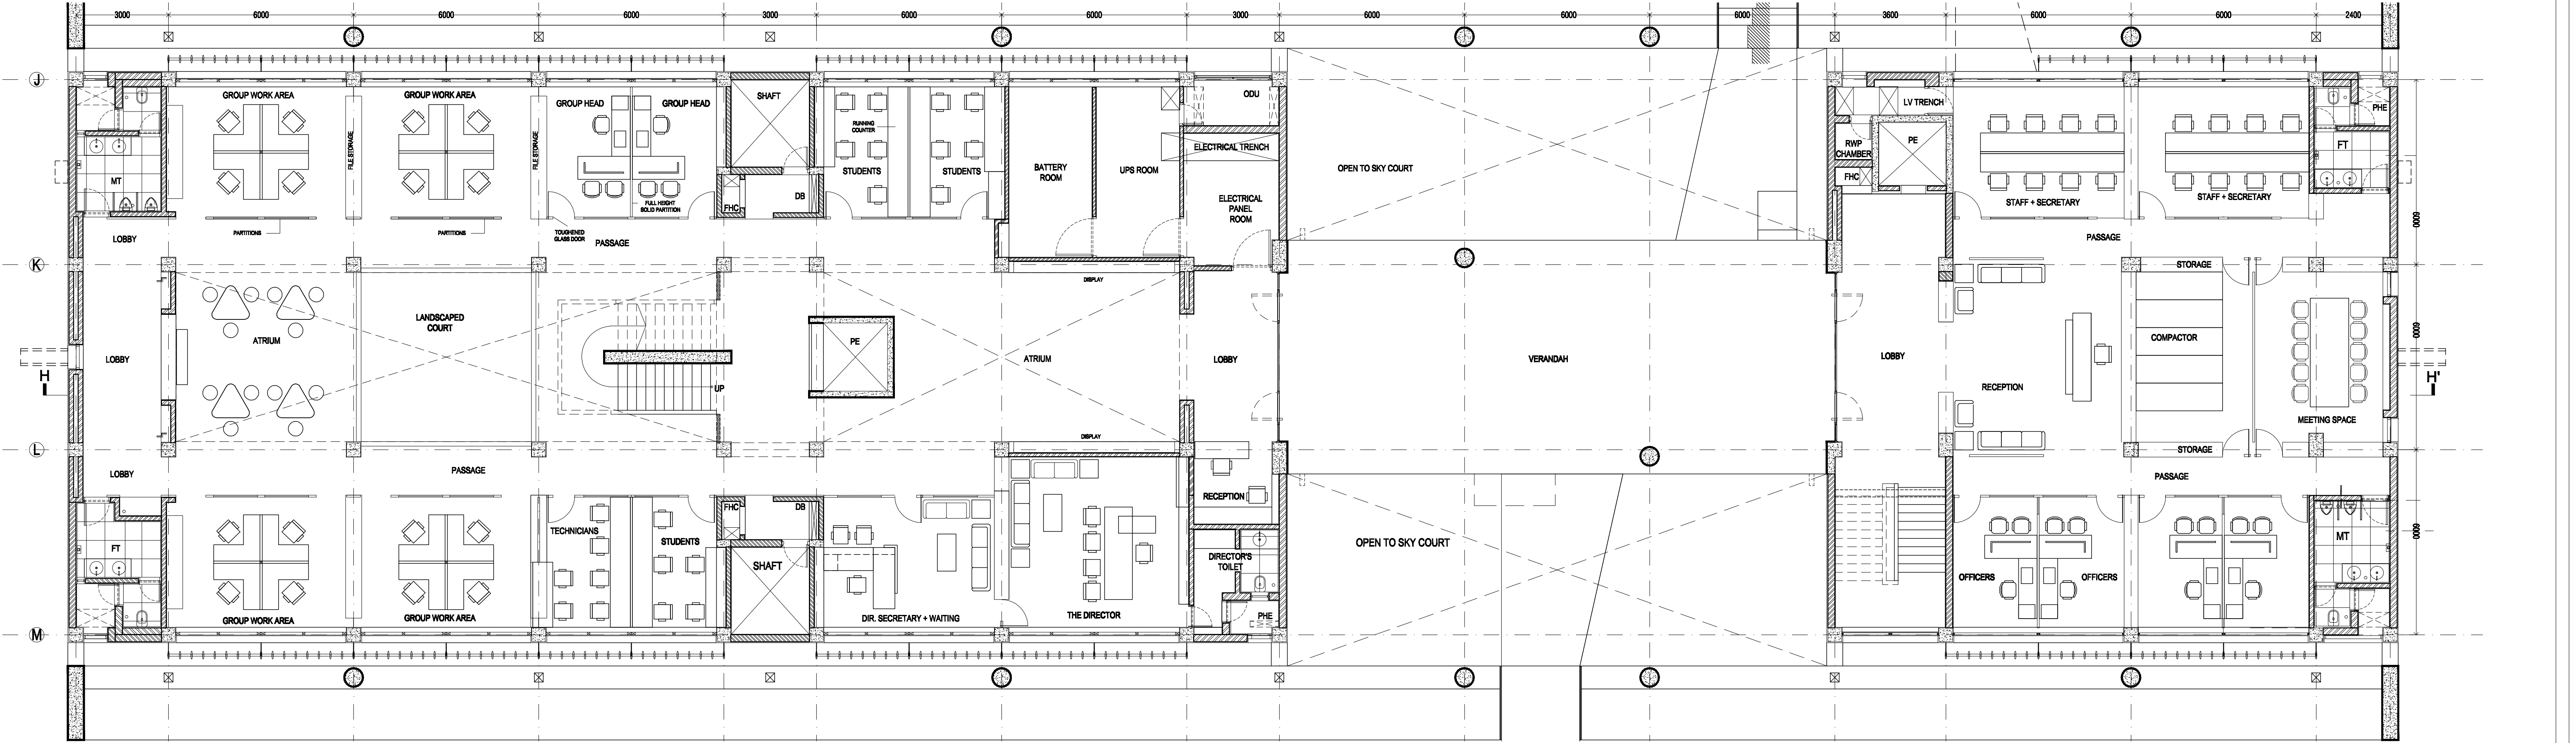 3000 6000 6000 6000 3000 6000 6000 3000 6000 6000 6000 3600 6000 6000 2400
J
GROUP WORK AREA
GROUP WORK AREA
GROUP HEAD
GROUP HEAD
SHAFT
ODU
LV TRENCH
PHE
FILE STORAGE
FILE STORAGE
RUNNING
COUNTER
ELECTRICAL TRENCH
RWP
CHAMBER
PE
FT
MT
STUDENTS
STUDENTS
BATTERY
ROOM
UPS ROOM
OPEN TO SKY COURT
FHC
FULL HEIGHT
SOLID PARTITION
FHC
DB
ELECTRICAL
PANEL
ROOM
STAFF + SECRETARY
STAFF + SECRETARY
6000
PARTITIONS
PARTITIONS
TOUGHENED
GLASS DOOR
LOBBY
PASSAGE
PASSAGE
K
STORAGE
DISPLAY
LANDSCAPED
COURT
ATRIUM
LOBBY
PE
ATRIUM
LOBBY
VERANDAH
LOBBY
COMPACTOR
6000
H
H'
UP
RECEPTION
MEETING SPACE
DISPLAY
L
STORAGE
LOBBY
PASSAGE
PASSAGE
RECEPTION
FHC
DB
TECHNICIANS
STUDENTS
6000
FT
OPEN TO SKY COURT
MT
SHAFT
DIRECTOR'S
TOILET
OFFICERS
OFFICERS
GROUP WORK AREA
GROUP WORK AREA
DIR. SECRETARY + WAITING
THE DIRECTOR
PHE
M